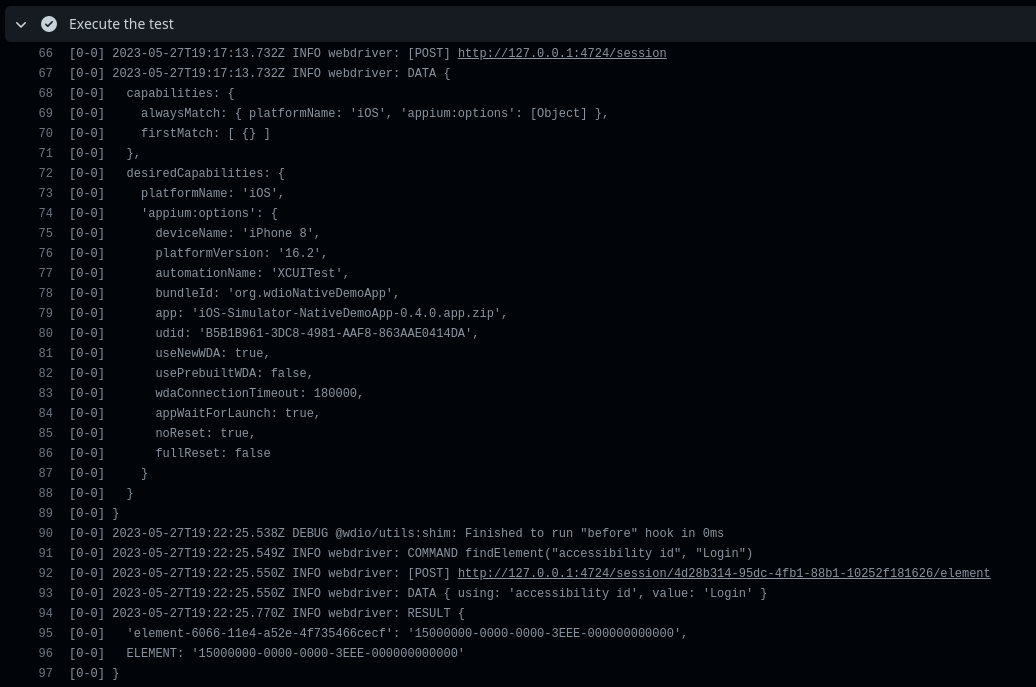 Execute the test
66 [0-0] 2023-05-27T19:17:13.732Z INFO webdriver: [POST] http://127.0.0.1:4724/session
67 [0-0] 2023-05-27T19:17:13.732Z INFO webdriver: DATA {
68 [0-0]   capabilities: {
69 [0-0]     alwaysMatch: { platformName: 'iOS', 'appium:options': [Object] },
70 [0-0]     firstMatch: [ {} ]
71 [0-0]   },
72 [0-0]   desiredCapabilities: {
73 [0-0]     platformName: 'iOS',
74 [0-0]     'appium:options': {
75 [0-0]       deviceName: 'iPhone 8',
76 [0-0]       platformVersion: '16.2',
77 [0-0]       automationName: 'XCUITest',
78 [0-0]       bundleId: 'org.wdioNativeDemoApp',
79 [0-0]       app: 'iOS-Simulator-NativeDemoApp-0.4.0.app.zip',
80 [0-0]       udid: 'B5B1B961-3DC8-4981-AAF8-863AAE0414DA',
81 [0-0]       useNewWDA: true,
82 [0-0]       usePrebuiltWDA: false,
83 [0-0]       wdaConnectionTimeout: 180000,
84 [0-0]       appWaitForLaunch: true,
85 [0-0]       noReset: true,
86 [0-0]       fullReset: false
87 [0-0]     }
88 [0-0]   }
89 [0-0] }
90 [0-0] 2023-05-27T19:22:25.538Z DEBUG @wdio/utils:shim: Finished to run "before" hook in 0ms
91 [0-0] 2023-05-27T19:22:25.549Z INFO webdriver: COMMAND findElement("accessibility id", "Login")
92 [0-0] 2023-05-27T19:22:25.550Z INFO webdriver: [POST] http://127.0.0.1:4724/session/4d28b314-95dc-4fb1-88b1-10252f181626/element
93 [0-0] 2023-05-27T19:22:25.550Z INFO webdriver: DATA { using: 'accessibility id', value: 'Login' }
94 [0-0] 2023-05-27T19:22:25.770Z INFO webdriver: RESULT {
95 [0-0]   'element-6066-11e4-a52e-4f735466cecf': '15000000-0000-0000-3EEE-000000000000',
96 [0-0]   ELEMENT: '15000000-0000-0000-3EEE-000000000000'
97 [0-0] }